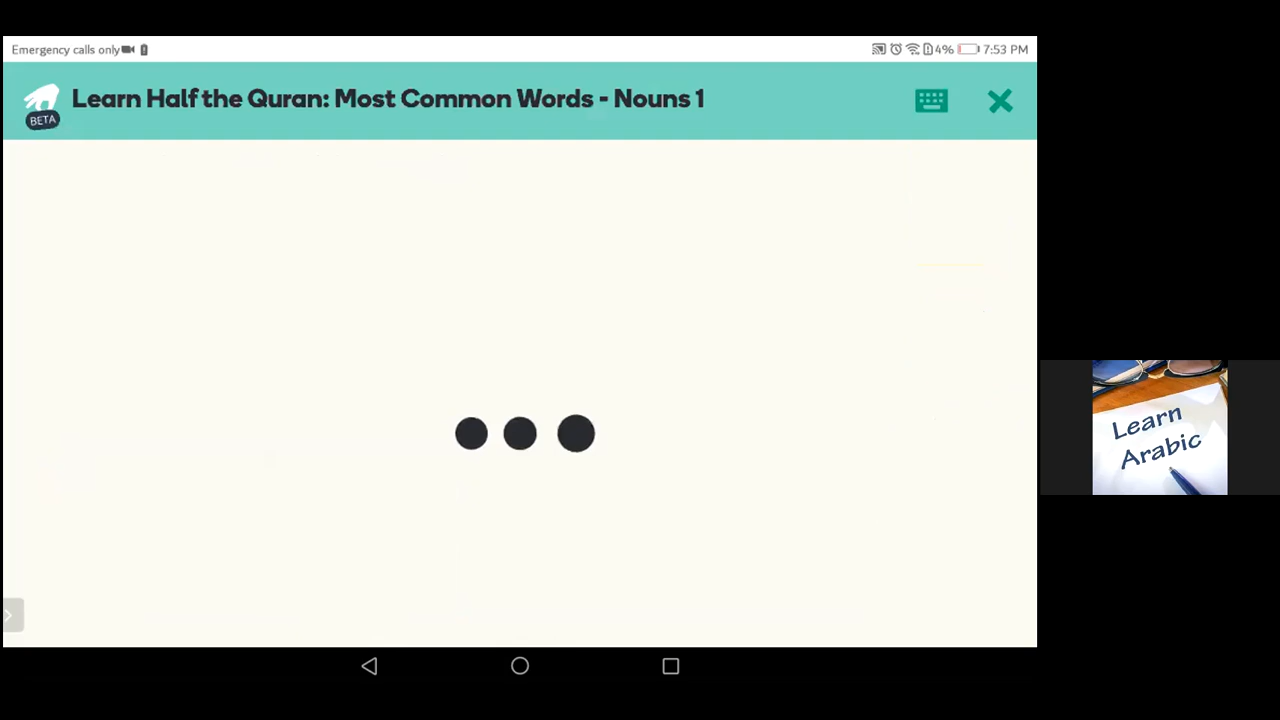 Emergency calls only
4% 7:53 PM
Learn Half the Quran: Most Common Words - Nouns 1
BETA
Learn
Arabic